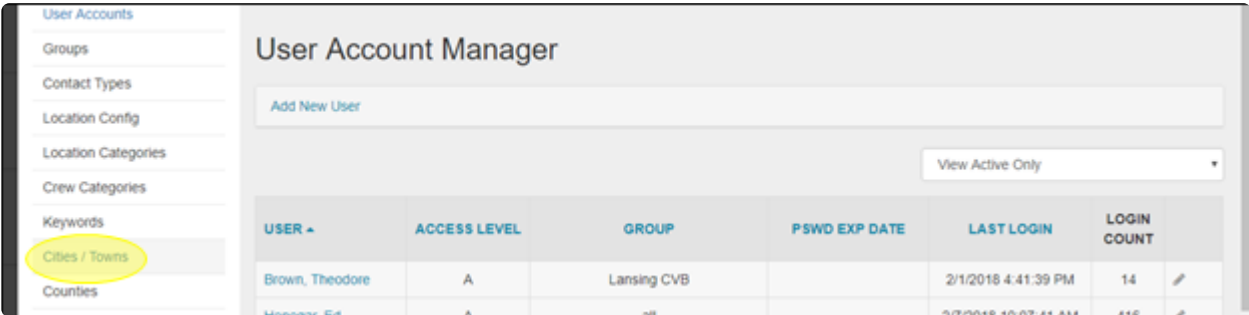 User Accounts
Groups
Contact Types
Location Config
Location Categories
Crew Categories
Keywords
Cities / Towns
Counties
User Account Manager
Add New User
View Active Only
USER ACCESS LEVEL GROUP PSWD EXP DATE LAST LOGIN LOGIN COUNT
Brown, Theodore A Lansing CVB 2/1/2018 4:41:39 PM 14